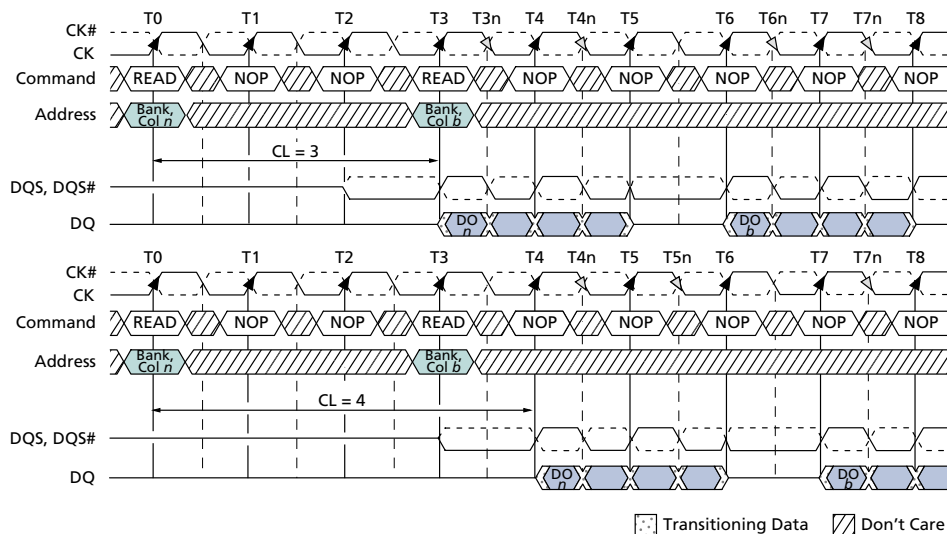 T0 T1 T2 T3 T3n T4 T4n T5 T6 T6n T7 T7n T8
CK#
CK
Command READ NOP NOP READ NOP NOP NOP NOP NOP
Address Bank, Col n Bank, Col b
CL = 3
DQS, DQS#
DQ DO n DO b
T0 T1 T2 T3 T4 T4n T5 T5n T6 T7 T7n T8
CK#
CK
Command READ NOP NOP READ NOP NOP NOP NOP NOP
Address Bank, Col n Bank, Col b
CL = 4
DQS, DQS#
DQ DO n DO b
Transitioning Data Don't Care